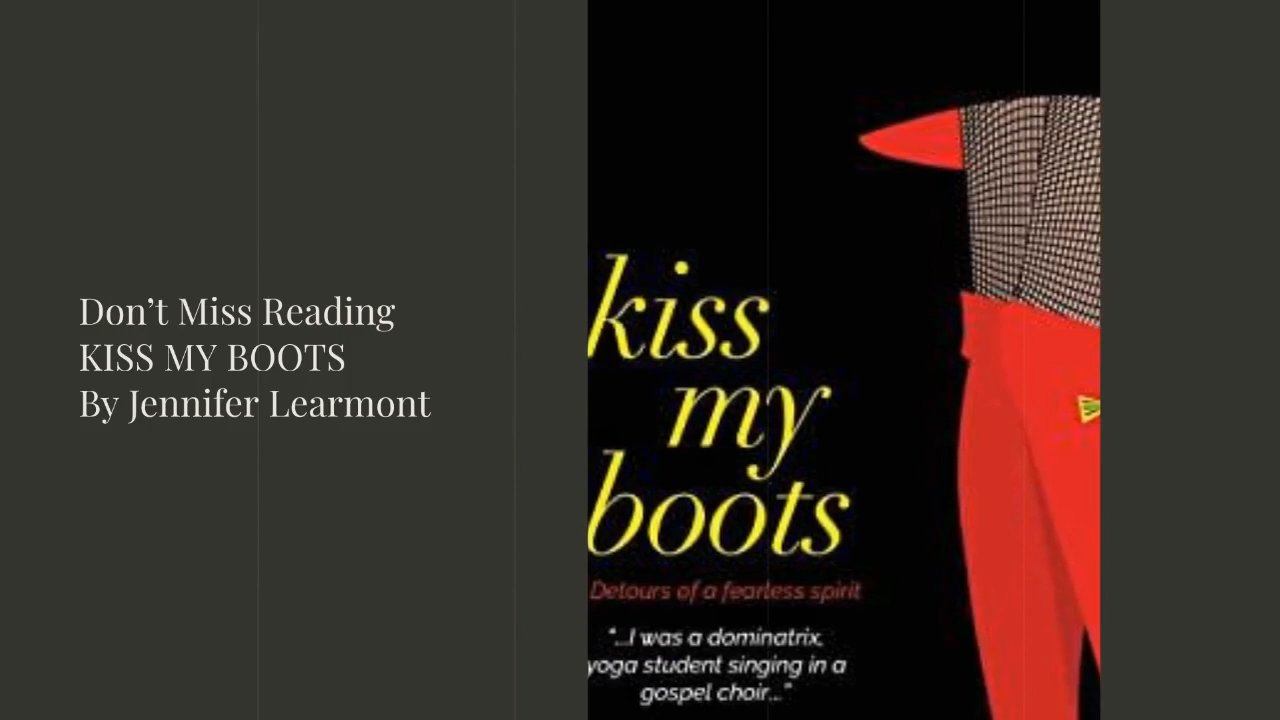 Don’t Miss Reading
KISS MY BOOTS
By Jennifer Learmont
kiss
my
boots
Detours of a fearless spirit
"...I was a dominatrix,
yoga student singing in a
gospel choir..."